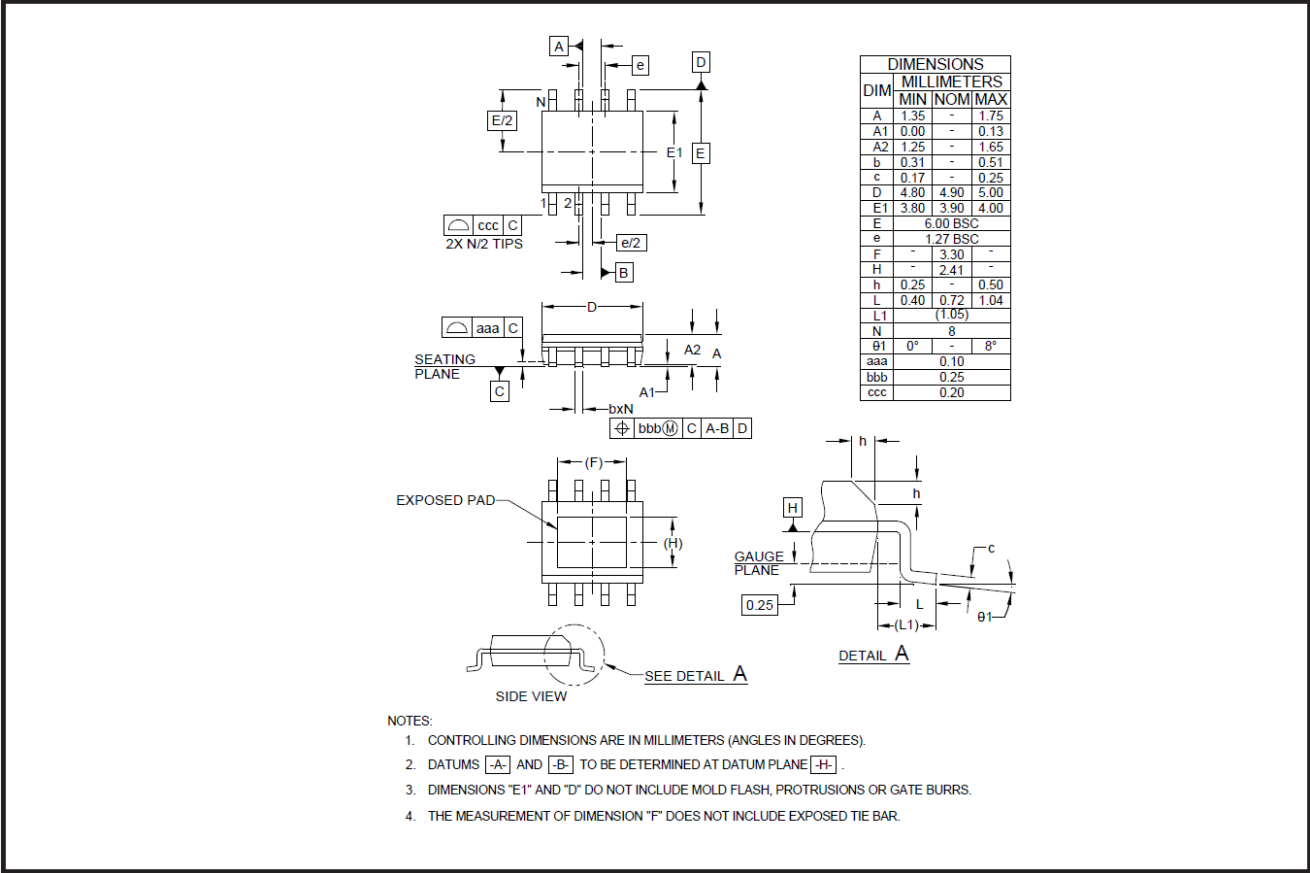 A
e
D
N
E/2
E1
E
1
2
ccc C
2X N/2 TIPS
e/2
B
D
aaa C
A2
A
SEATING
PLANE
C
A1
bxN
bbbⓂ C A-B D
(F)
EXPOSED PAD
(H)
SEE DETAIL A
SIDE VIEW
DIMENSIONS
DIM MILLIMETERS
MIN NOM MAX
A 1.35 - 1.75
A1 0.00 - 0.13
A2 1.25 - 1.65
b 0.31 - 0.51
c 0.17 - 0.25
D 4.80 4.90 5.00
E1 3.80 3.90 4.00
E 6.00 BSC
e 1.27 BSC
F - 3.30 -
H - 2.41 -
h 0.25 - 0.50
L 0.40 0.72 1.04
L1 (1.05)
N 8
θ1 0° - 8°
aaa 0.10
bbb 0.25
ccc 0.20
h
h
H
GAUGE
PLANE
c
0.25
L
(L1)
θ1
DETAIL A
NOTES:
1. CONTROLLING DIMENSIONS ARE IN MILLIMETERS (ANGLES IN DEGREES).
2. DATUMS -A- AND -B- TO BE DETERMINED AT DATUM PLANE -H- .
3. DIMENSIONS "E1" AND "D" DO NOT INCLUDE MOLD FLASH, PROTRUSIONS OR GATE BURRS.
4. THE MEASUREMENT OF DIMENSION "F" DOES NOT INCLUDE EXPOSED TIE BAR.